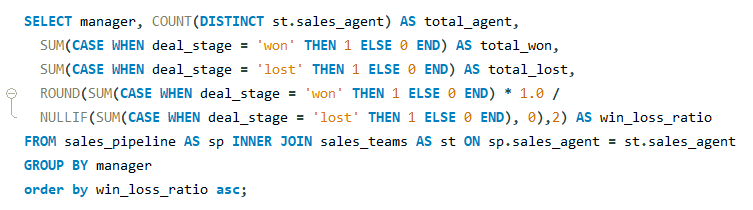 SELECT manager, COUNT(DISTINCT st.sales_agent) AS total_agent,
SUM(CASE WHEN deal_stage = 'won' THEN 1 ELSE 0 END) AS total_won,
SUM(CASE WHEN deal_stage = 'lost' THEN 1 ELSE 0 END) AS total_lost,
ROUND(SUM(CASE WHEN deal_stage = 'won' THEN 1 ELSE 0 END) * 1.0 /
NULLIF(SUM(CASE WHEN deal_stage = 'lost' THEN 1 ELSE 0 END), 0),2) AS win_loss_ratio
FROM sales_pipeline AS sp INNER JOIN sales_teams AS st ON sp.sales_agent = st.sales_agent
GROUP BY manager
order by win_loss_ratio asc;